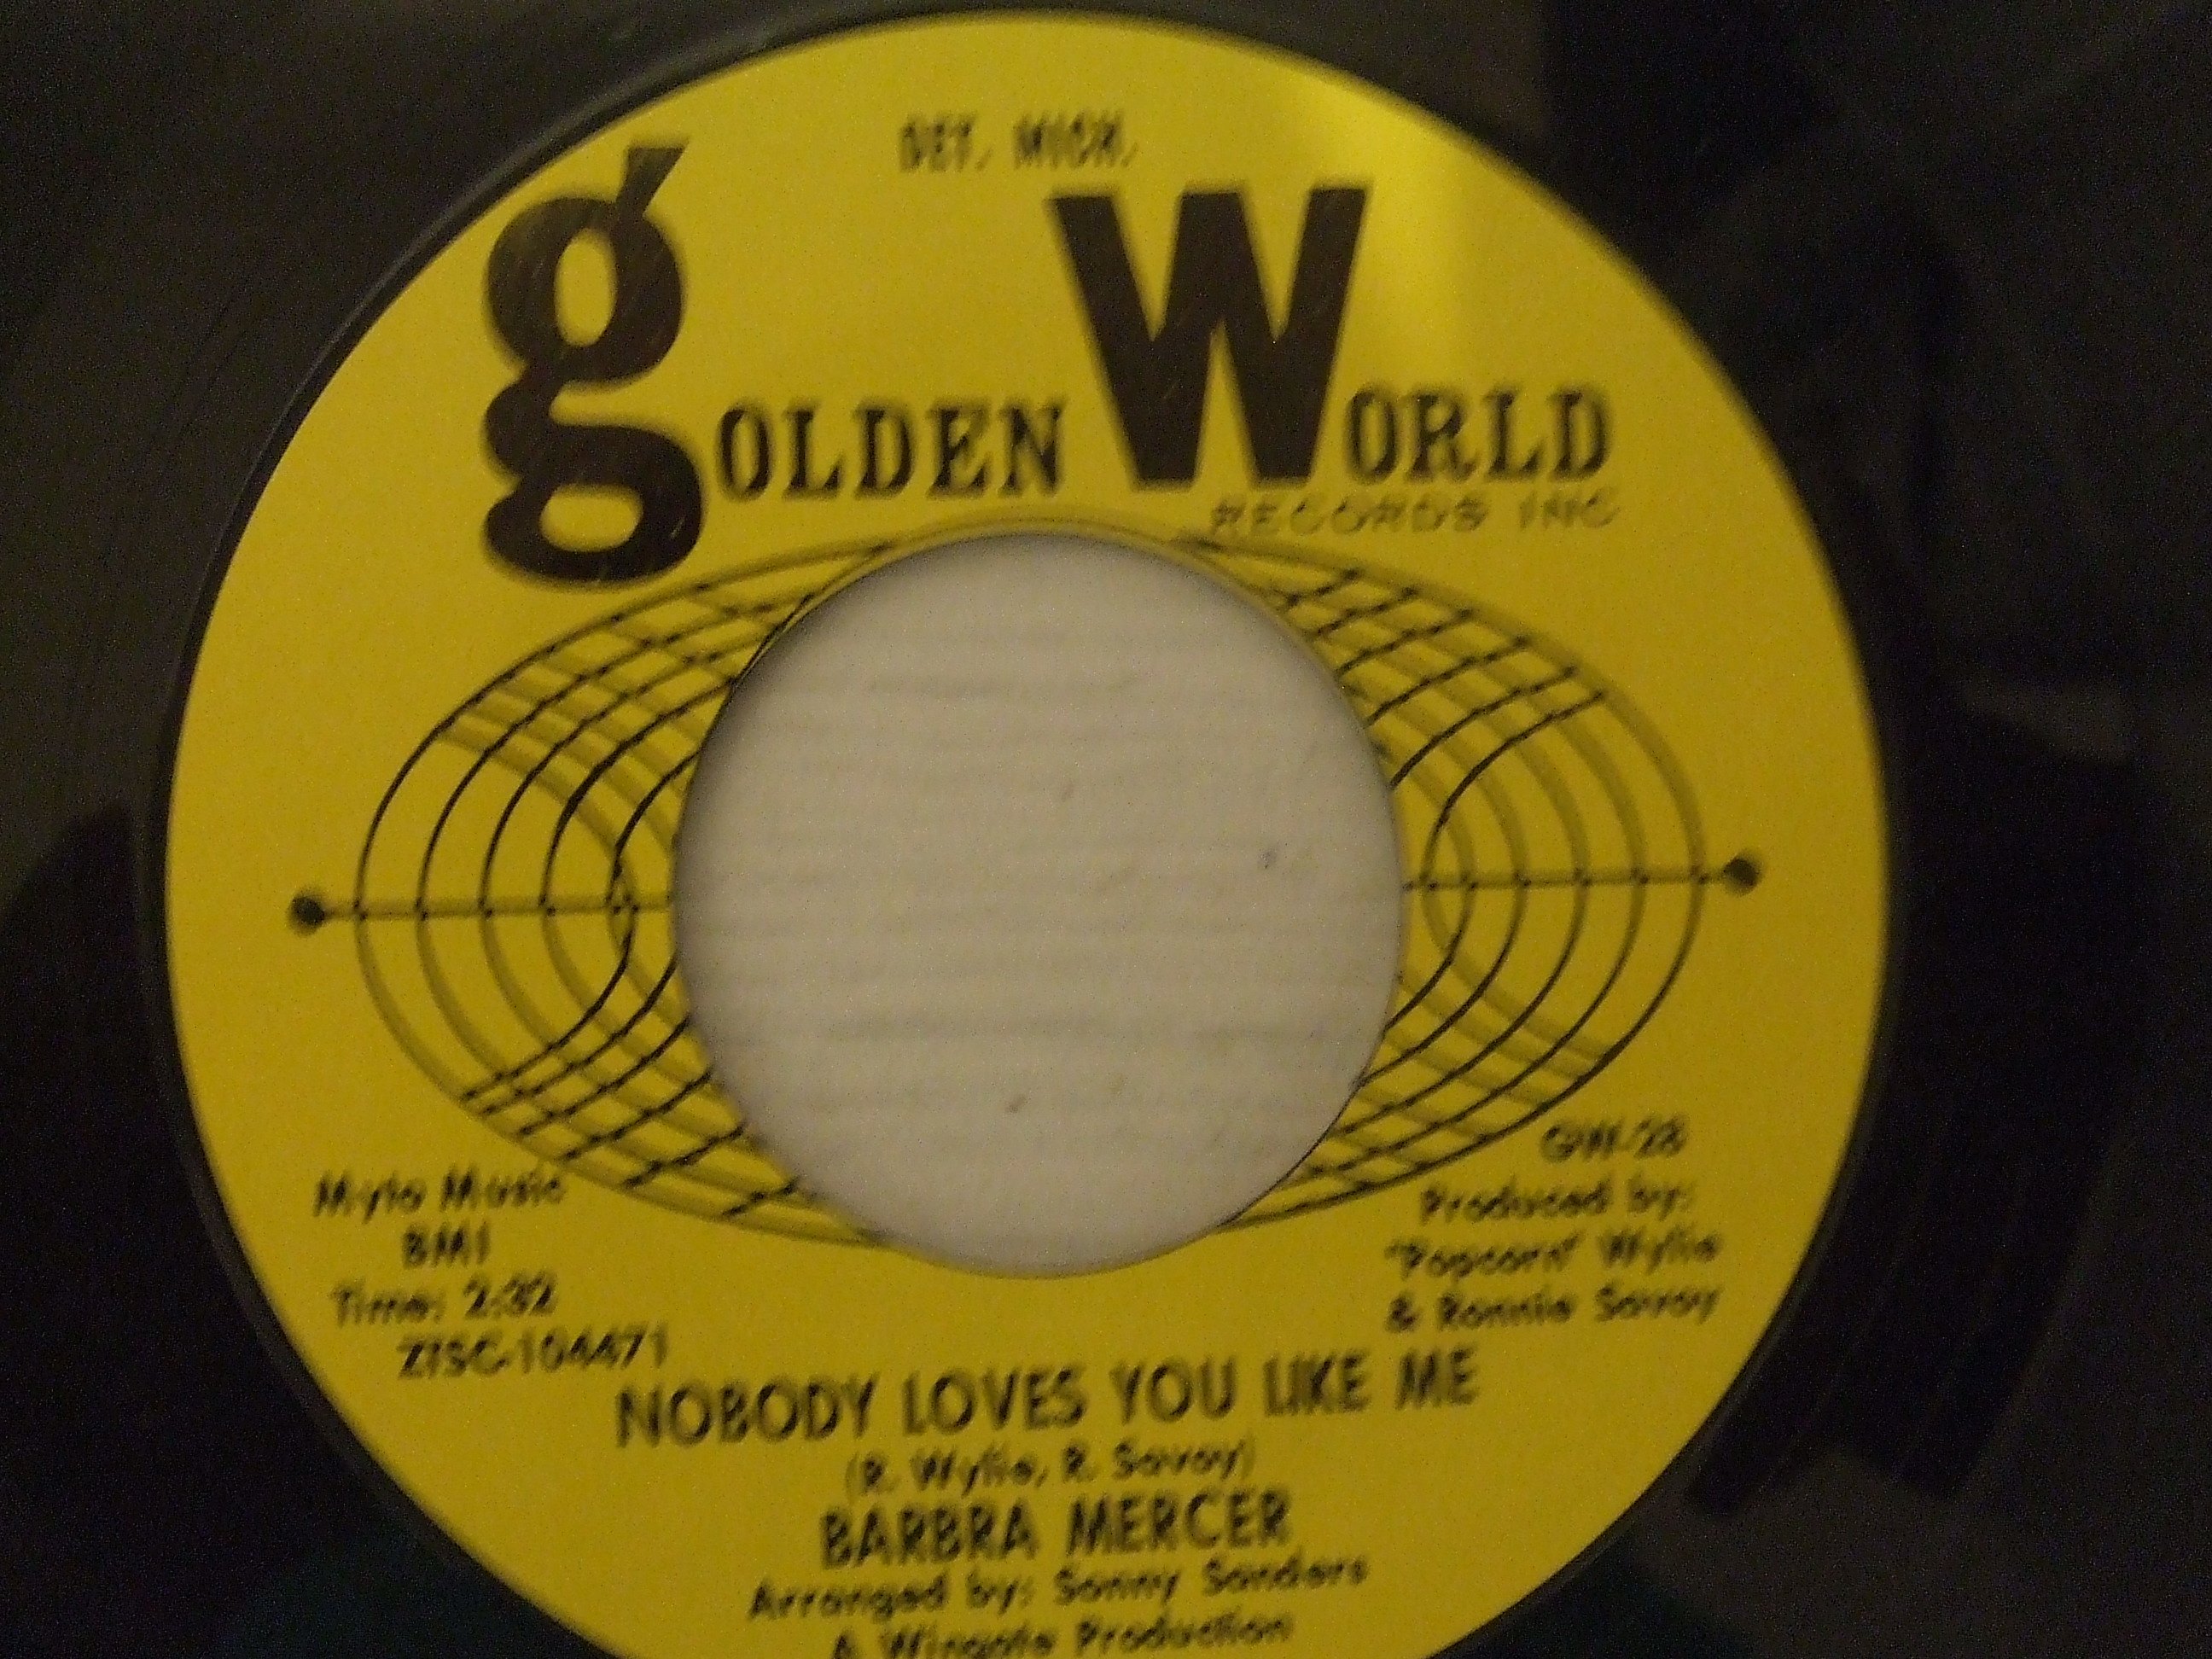 DET. MICH.
gOLDEN WORLD
RECORDS INC
GW-28
Myto Music
BMI
Time: 2:32
ZTSC-104471
Produced by:
"Popcorn" Wylie
& Ronnie Savoy
NOBODY LOVES YOU LIKE ME
(R. Wylie, R. Savoy)
BARBRA MERCER
Arranged by: Sonny Sanders
A Wingate Production